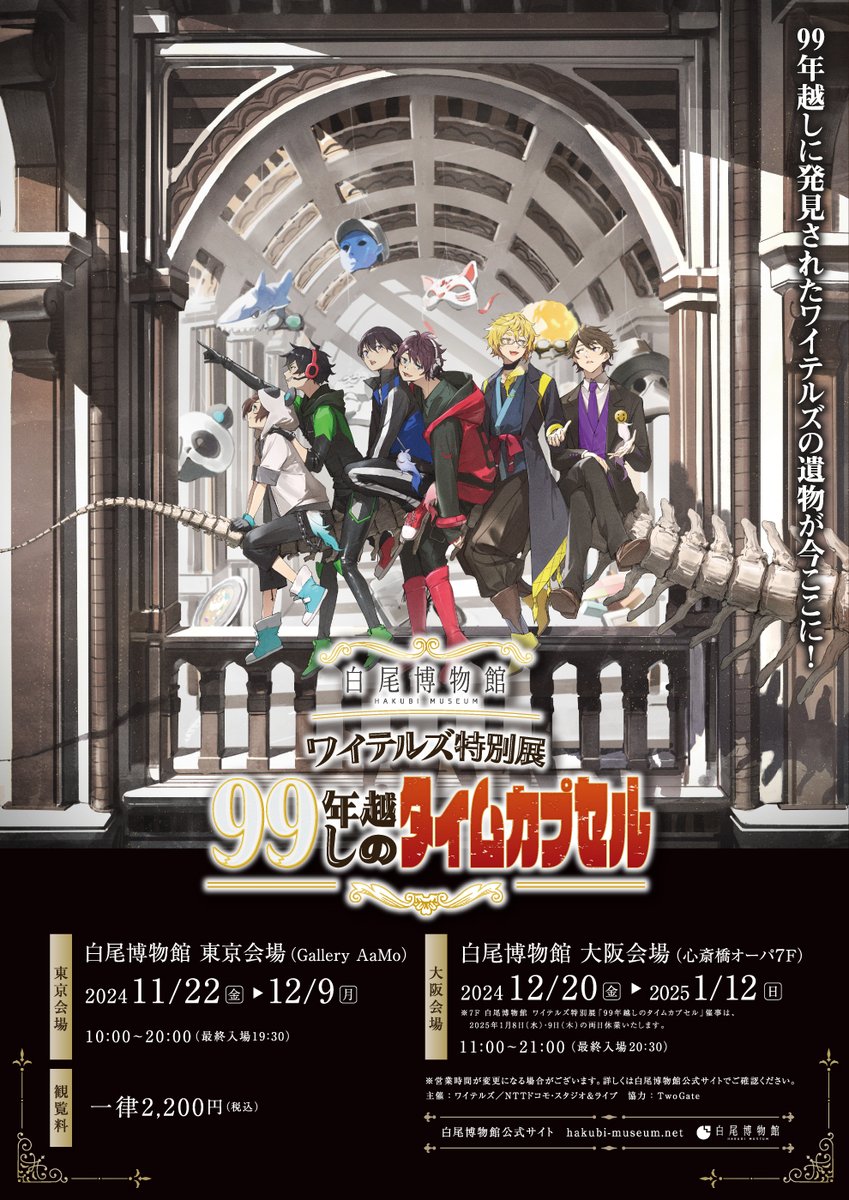 99年越しに発見されたワイテルズの遺物が今ここに！
白尾博物館
HAKUBI MUSEUM
ワイテルズ特別展
99年越しのタイムカプセル
東京会場
白尾博物館 東京会場（Gallery AaMo）
2024 11/22 金 ▶ 12/9 月
10:00～20:00（最終入場19:30）
観覧料
一律2,200円（税込）
大阪会場
白尾博物館 大阪会場（心斎橋オーパ7F）
2024 12/20 金 ▶ 2025 1/12 日
※7F 白尾博物館 ワイテルズ特別展「99年越しのタイムカプセル」催事は、
2025年1月8日（水）・9日（木）の両日休業いたします。
11:00～21:00（最終入場20:30）
※営業時間が変更になる場合がございます。詳しくは白尾博物館公式サイトでご確認ください。
主催：ワイテルズ／NTTドコモ・スタジオ&ライブ　協力：TwoGate
白尾博物館公式サイト　hakubi-museum.net
白尾博物館
HAKUBI MUSEUM